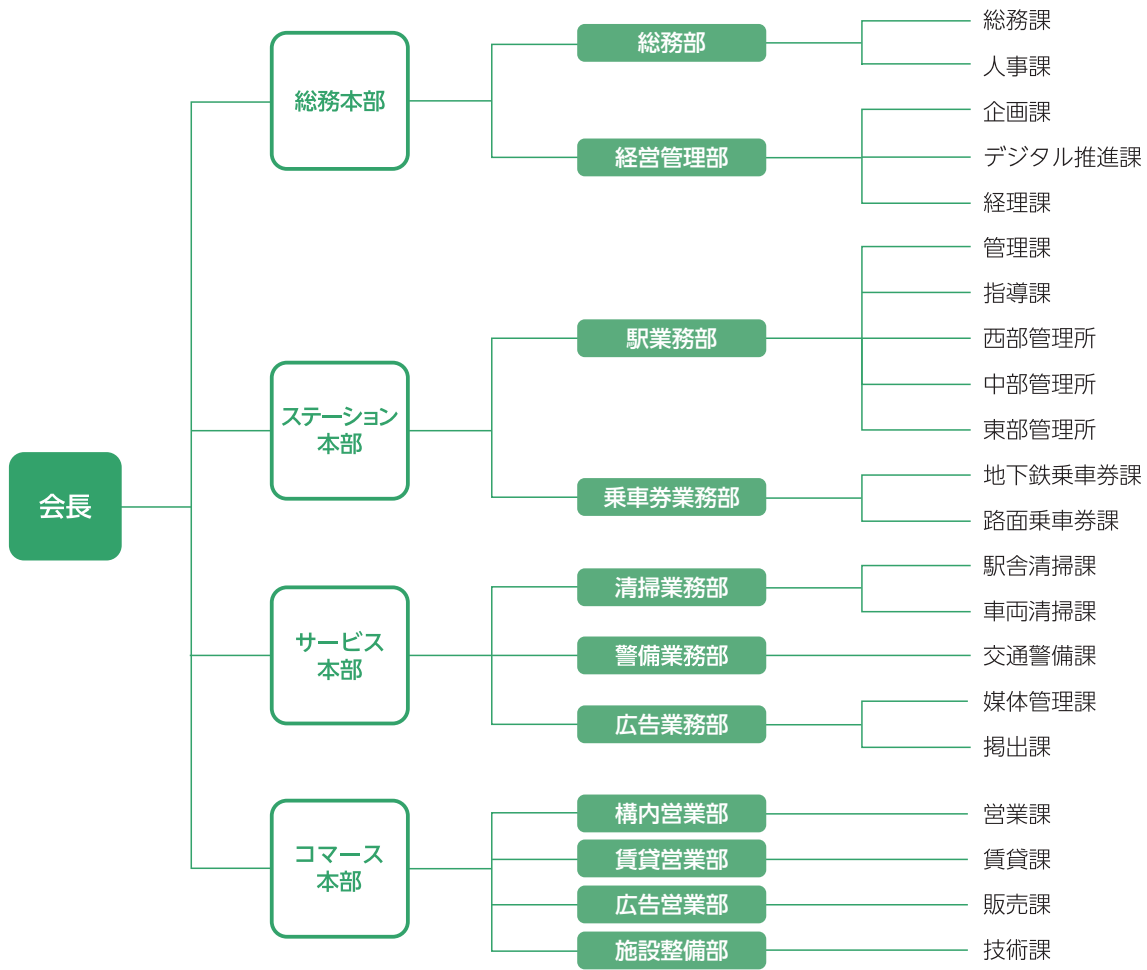 会長
総務本部
総務部
総務課
人事課
経営管理部
企画課
デジタル推進課
経理課
ステーション
本部
駅業務部
管理課
指導課
西部管理所
中部管理所
東部管理所
乗車券業務部
地下鉄乗車券課
路面乗車券課
サービス
本部
清掃業務部
駅舎清掃課
車両清掃課
警備業務部
交通警備課
広告業務部
媒体管理課
掲出課
コマース
本部
構内営業部
営業課
賃貸営業部
賃貸課
広告営業部
販売課
施設整備部
技術課